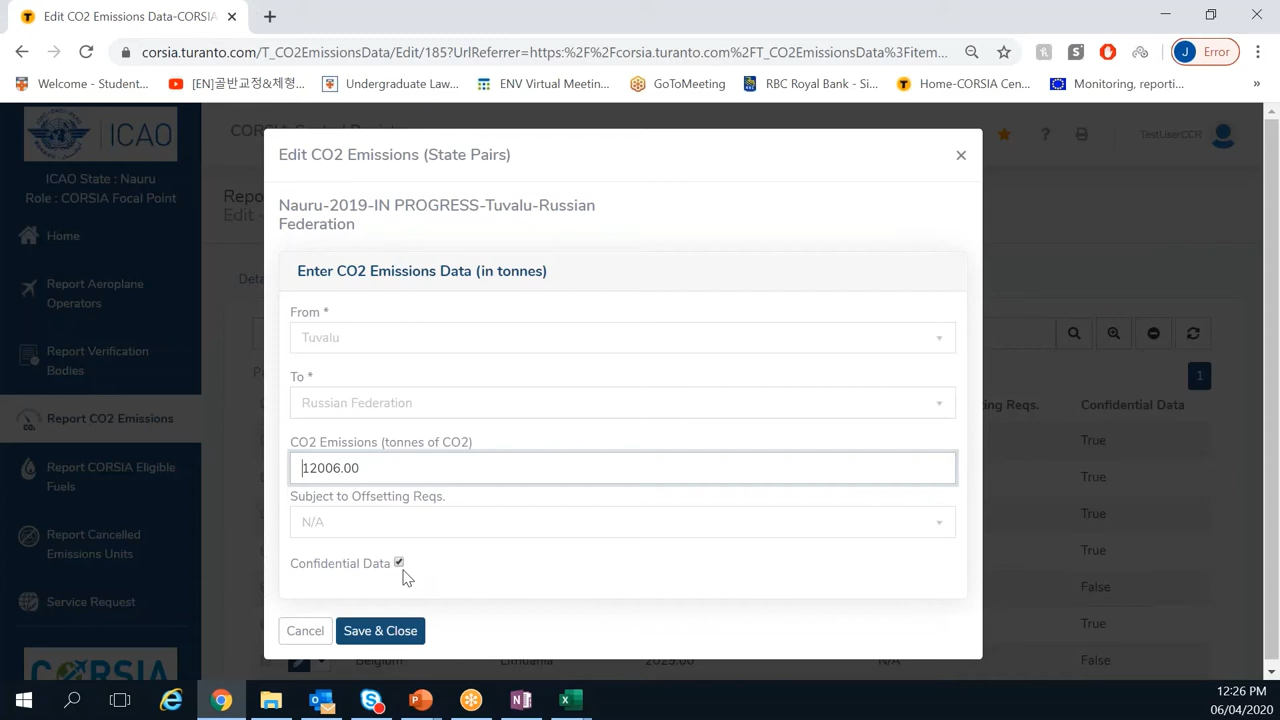 Edit CO2 Emissions Data-CORSIA
corsia.turanto.com/T_CO2EmissionsData/Edit/185?UrlReferrer=https:%2F%2Fcorsia.turanto.com%2FT_CO2EmissionsData%3Fitem...
S
J Error
Welcome - Student...
[EN]골반교정&체형...
Undergraduate Law...
ENV Virtual Meetin...
GoToMeeting
RBC Royal Bank - Si...
Home-CORSIA Cen...
Monitoring, reporti...
»
ICAO
ICAO State : Nauru
Role : CORSIA Focal Point
Home
Report Aeroplane
Operators
Report Verification
Bodies
Report CO2 Emissions
Report CORSIA Eligible
Fuels
Report Cancelled
Emissions Units
Service Request
CORSIA
TestUserCCR
Edit CO2 Emissions (State Pairs)
Nauru-2019-IN PROGRESS-Tuvalu-Russian
Federation
Enter CO2 Emissions Data (in tonnes)
From *
Tuvalu
To *
Russian Federation
CO2 Emissions (tonnes of CO2)
12006.00
Subject to Offsetting Reqs.
N/A
Confidential Data
Cancel
Save & Close
1
Reqs.
Confidential Data
True
True
True
True
False
True
Belgium
Lithuania
2025.00
N/A
False
12:26 PM
06/04/2020